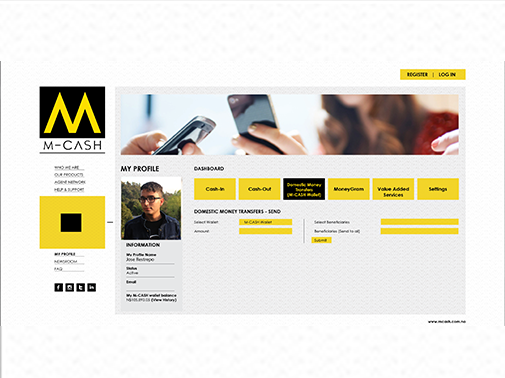 REGISTER | LOG IN
M-CASH
WHO WE ARE
OUR PRODUCTS
AGENT NETWORK
HELP & SUPPORT
MY PROFILE
NEWSROOM
FAQ
MY PROFILE
INFORMATION
My Profile Name
Jose Restrepo
Status
Active
Email
My M-CASH wallet balance
(View History)
DASHBOARD
Cash-In
Cash-Out
Domestic Money
Transfers
(M-CASH Wallet)
MoneyGram
Value Added
Services
Settings
DOMESTIC MONEY TRANSFERS - SEND
Select Wallet:
M-CASH Wallet
Amount:
Select Beneficiaries:
Beneficiaries (Send to all)
Submit
www.mcash.com.na